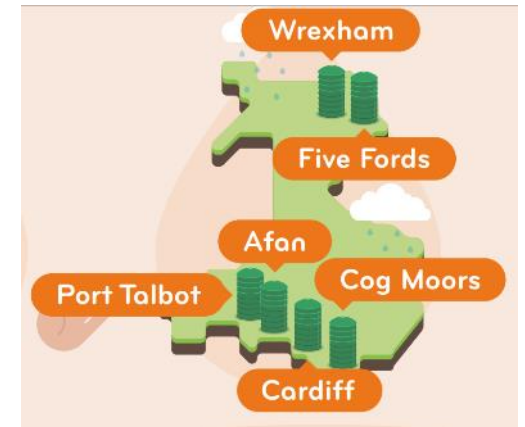 Wrexham
Five Fords
Afan
Cog Moors
Port Talbot
Cardiff